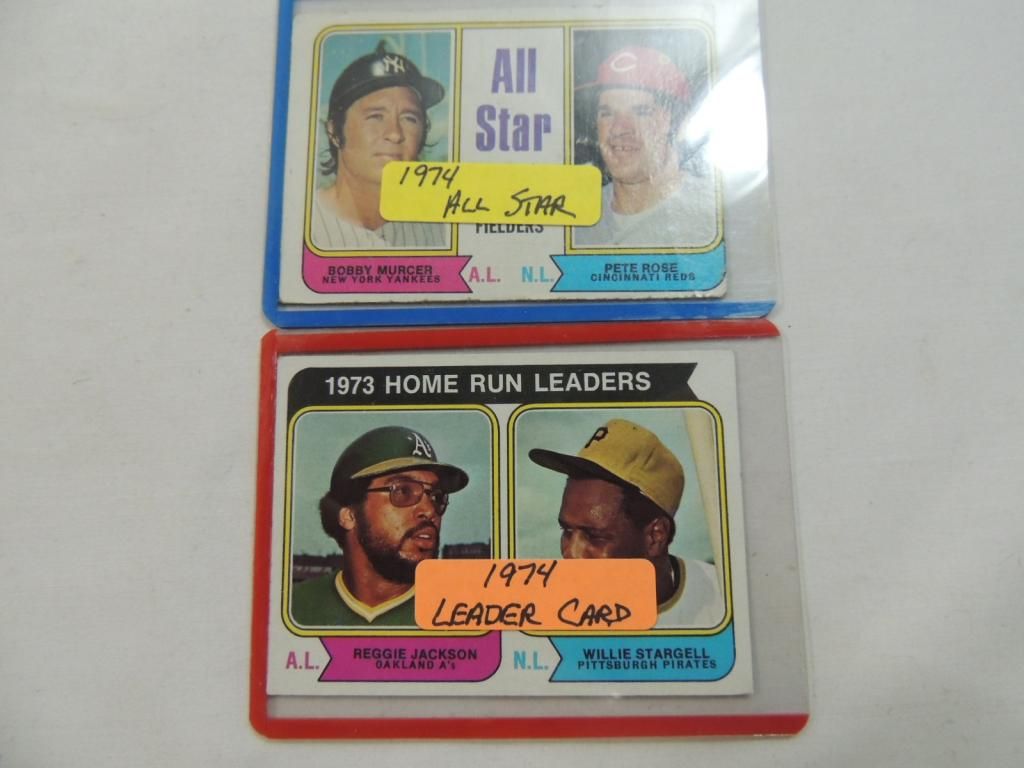 NY
C
All
Star
1974
ALL STAR
FIELDERS
BOBBY MURCER
NEW YORK YANKEES
A.L. N.L.
PETE ROSE
CINCINNATI REDS
1973 HOME RUN LEADERS
A's
P
1974
LEADER CARD
A.L.
REGGIE JACKSON
OAKLAND A's
N.L.
WILLIE STARGELL
PITTSBURGH PIRATES